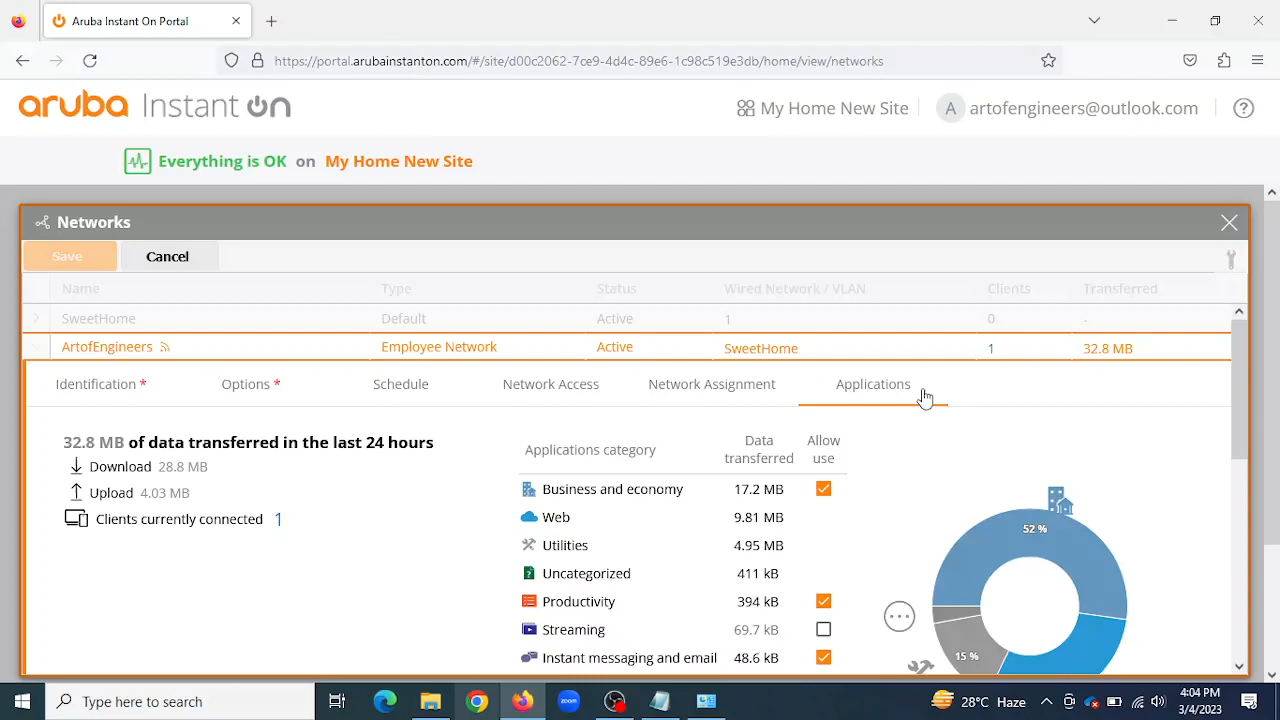 Aruba Instant On Portal
https://portal.arubainstanton.com/#/site/d00c2062-7ce9-4d4c-89e6-1c98c519e3db/home/view/networks
aruba Instant On
My Home New Site
A
artofengineers@outlook.com
?
Everything is OK on My Home New Site
Networks
Save
Cancel
Name Type Status Wired Network / VLAN Clients Transferred
SweetHome Default Active 1 0 -
ArtofEngineers Employee Network Active SweetHome 1 32.8 MB
Identification * Options * Schedule Network Access Network Assignment Applications
32.8 MB of data transferred in the last 24 hours
Download 28.8 MB
Upload 4.03 MB
Clients currently connected 1
Applications category Data transferred Allow use
Business and economy 17.2 MB
Web 9.81 MB
Utilities 4.95 MB
Uncategorized 411 kB
Productivity 394 kB
Streaming 69.7 kB
Instant messaging and email 48.6 kB
52 %
15 %
Type here to search
zoom
28°C Haze
4:04 PM
3/4/2023